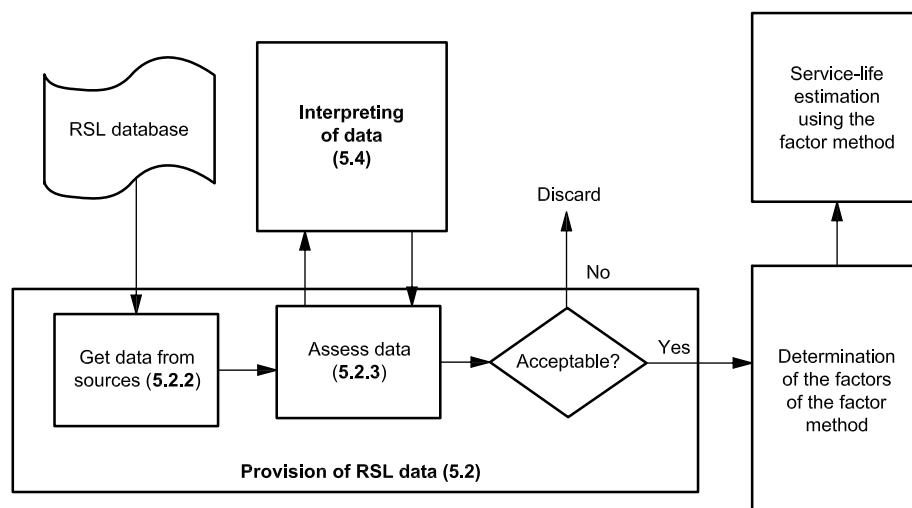 RSL database
Interpreting
of data
(5.4)
Service-life
estimation
using the
factor method
Discard
No
Get data from
sources (5.2.2)
Assess data
(5.2.3)
Acceptable?
Yes
Determination
of the factors
of the factor
method
Provision of RSL data (5.2)